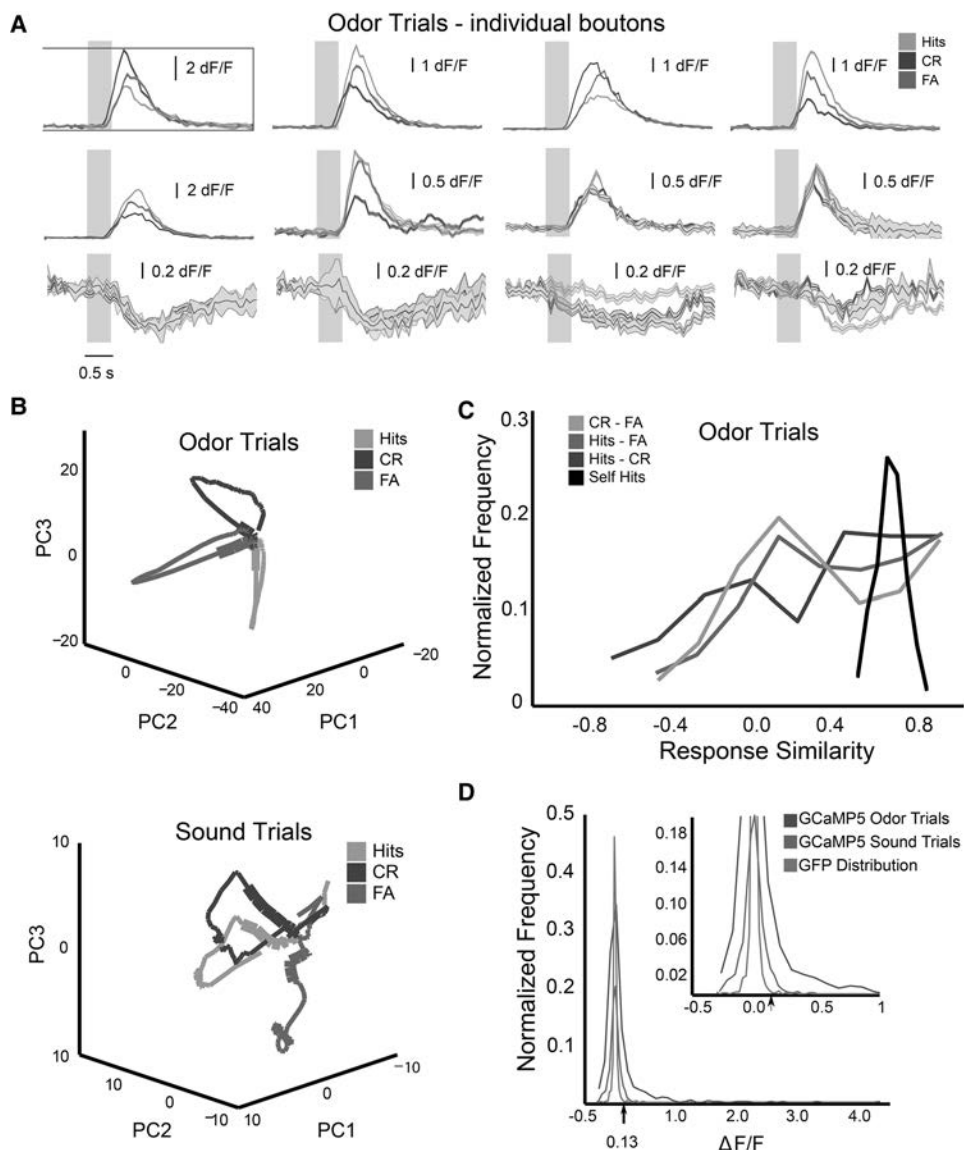 A
Odor Trials - individual boutons
Hits
CR
FA
2 dF/F
1 dF/F
1 dF/F
1 dF/F
2 dF/F
0.5 dF/F
0.5 dF/F
0.5 dF/F
0.2 dF/F
0.2 dF/F
0.2 dF/F
0.2 dF/F
0.5 s
B
Odor Trials
Hits
CR
FA
PC3
20
0
−20
0
−20
−40
PC2
40
20
0
−20
PC1
Sound Trials
Hits
CR
FA
PC3
10
0
10
10
0
10
PC2
10
0
−10
PC1
C
Odor Trials
CR - FA
Hits - FA
Hits - CR
Self Hits
Normalized Frequency
0.3
0.2
0.1
0
-0.8
-0.4
0.0
0.4
0.8
Response Similarity
D
GCaMP5 Odor Trials
GCaMP5 Sound Trials
GFP Distribution
Normalized Frequency
0.5
0.4
0.3
0.2
0.1
-0.5
0.13
1.0
2.0
3.0
4.0
ΔF/F
0.18
0.14
0.10
0.06
0.02
-0.5
0.0
0.5
1